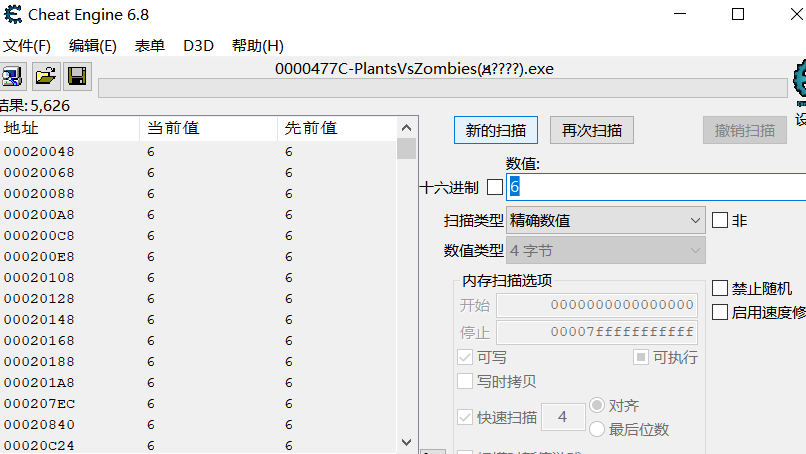 Cheat Engine 6.8
文件(F) 编辑(E) 表单 D3D 帮助(H)
0000477C-PlantsVsZombies(ԙ????).exe
结果: 5,626
地址 当前值 先前值
00020048 6 6
00020068 6 6
00020088 6 6
000200A8 6 6
000200C8 6 6
000200E8 6 6
00020108 6 6
00020128 6 6
00020148 6 6
00020168 6 6
00020188 6 6
000201A8 6 6
000207EC 6 6
00020840 6 6
00020C24 6 6
新的扫描 再次扫描 撤销扫描
数值:
十六进制 6
扫描类型 精确数值 非
数值类型 4 字节
内存扫描选项
开始 0000000000000000
停止 00007fffffffffff
可写 可执行
写时拷贝
快速扫描 4 对齐
最后位数
禁止随机
启用速度修
设